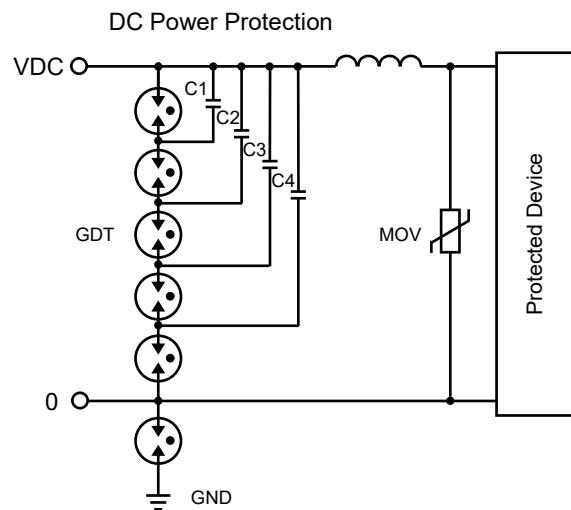 DC Power Protection
VDC
C1
C2
C3
C4
GDT
MOV
Protected Device
0
GND